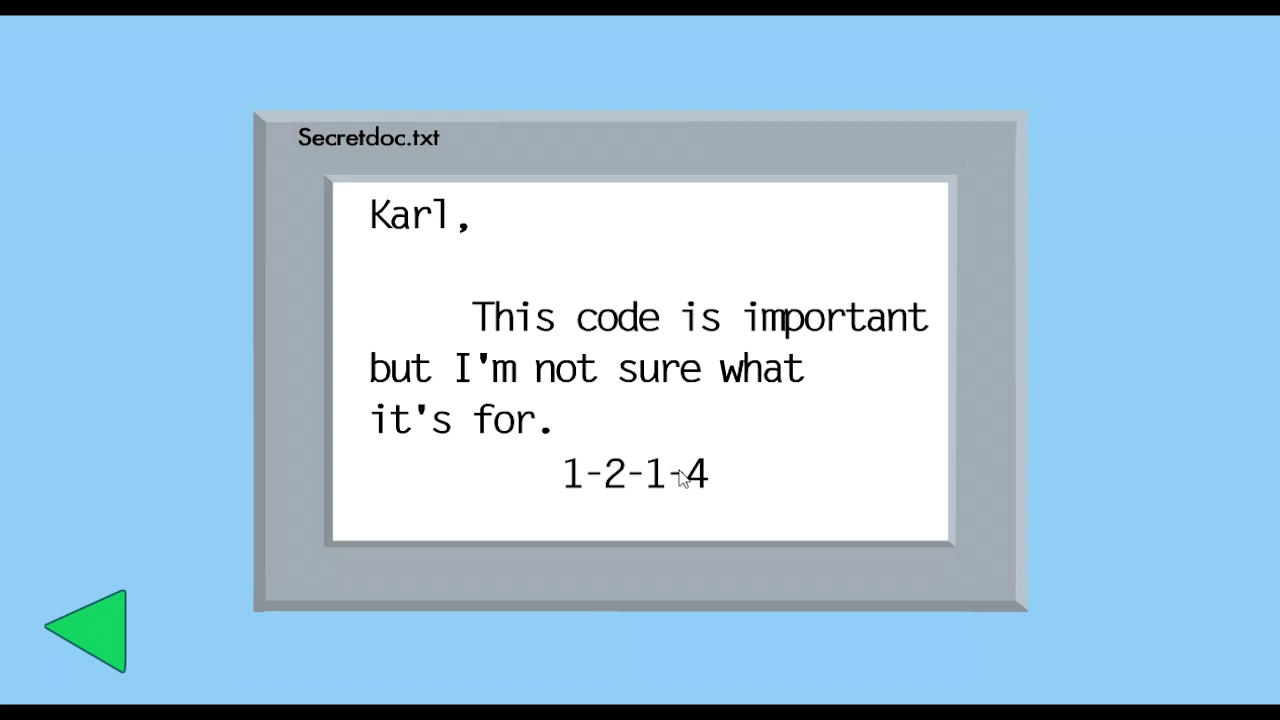 Secretdoc.txt
Karl,
This code is important
but I'm not sure what
it's for.
1-2-1-4